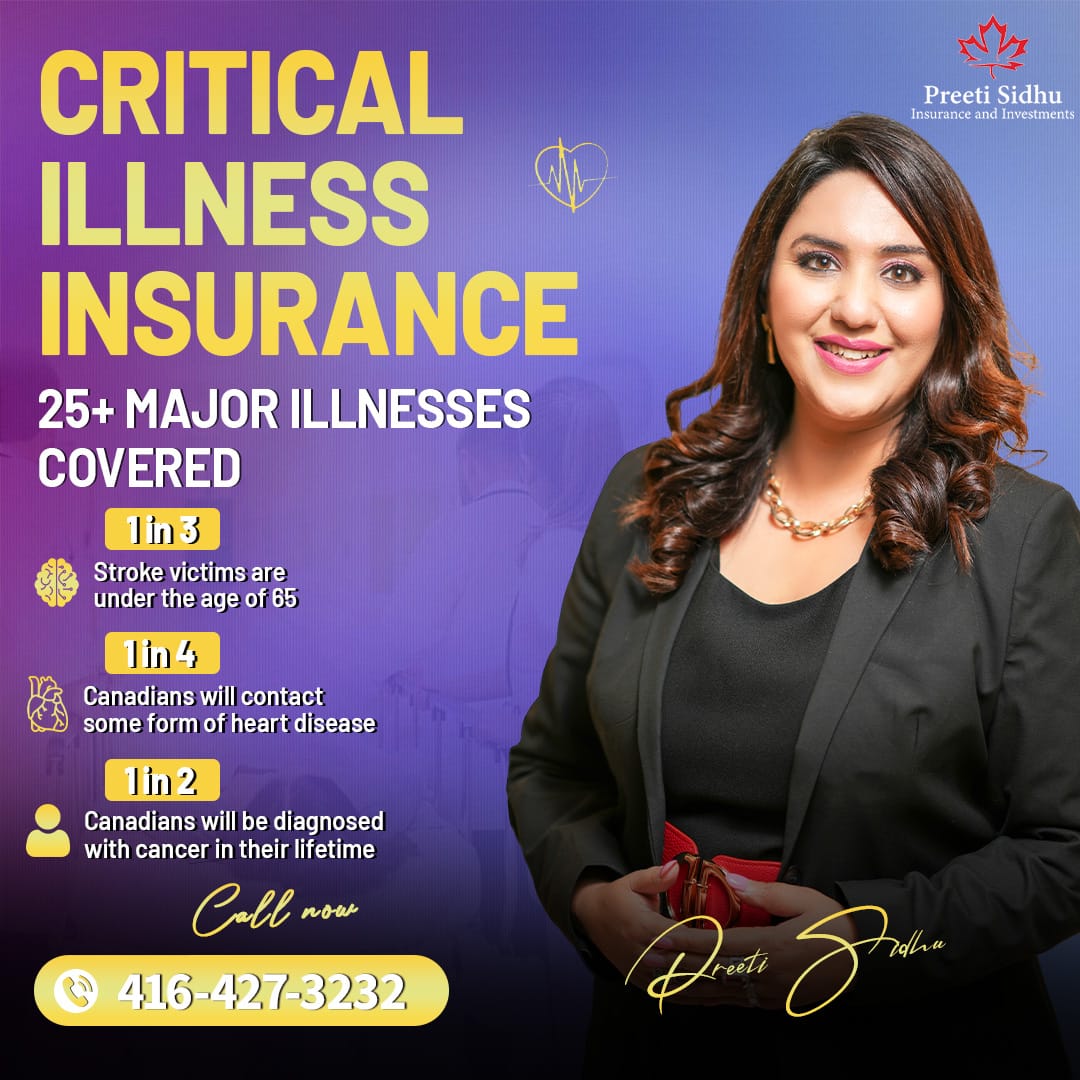 Preeti Sidhu
Insurance and Investments
CRITICAL
ILLNESS
INSURANCE
25+ MAJOR ILLNESSES
COVERED
1 in 3
Stroke victims are
under the age of 65
1 in 4
Canadians will contact
some form of heart disease
1 in 2
Canadians will be diagnosed
with cancer in their lifetime
Call now
416-427-3232
Preeti Sidhu